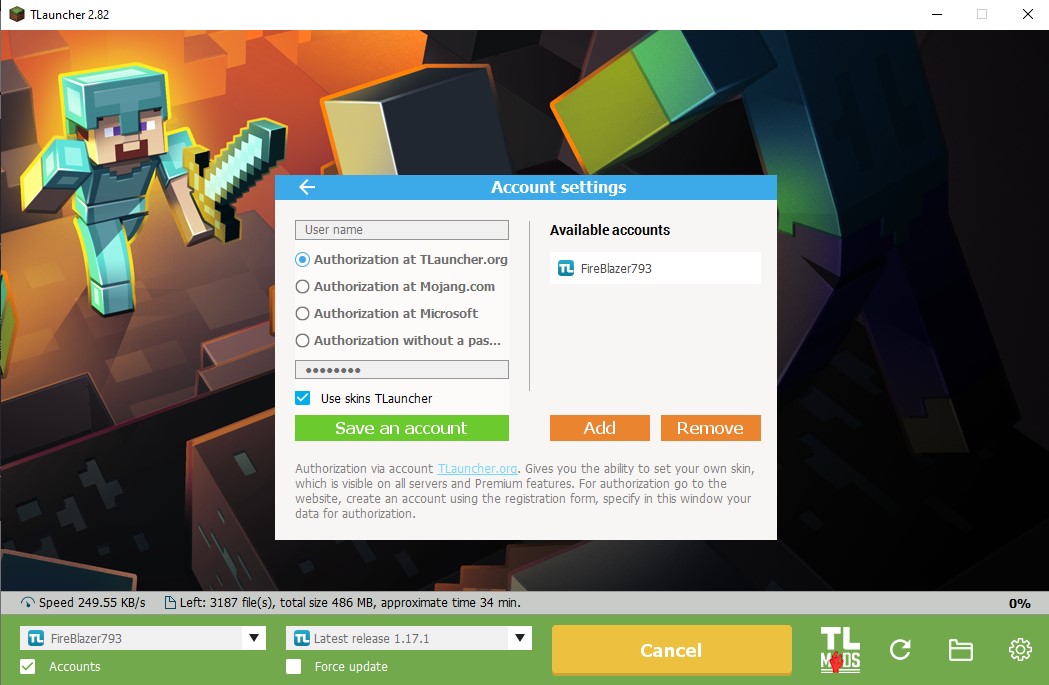 TLauncher 2.82
Account settings
User name
Authorization at TLauncher.org
Authorization at Mojang.com
Authorization at Microsoft
Authorization without a pas...
Use skins TLauncher
Save an account
Available accounts
TL FireBlazer793
Add Remove
Authorization via account TLauncher.org. Gives you the ability to set your own skin,
which is visible on all servers and Premium features. For authorization go to the
website, create an account using the registration form, specify in this window your
data for authorization.
Speed 249.55 KB/s Left: 3187 file(s), total size 486 MB, approximate time 34 min. 0%
TL FireBlazer793 TL Latest release 1.17.1 Cancel TL
MODS
Accounts Force update